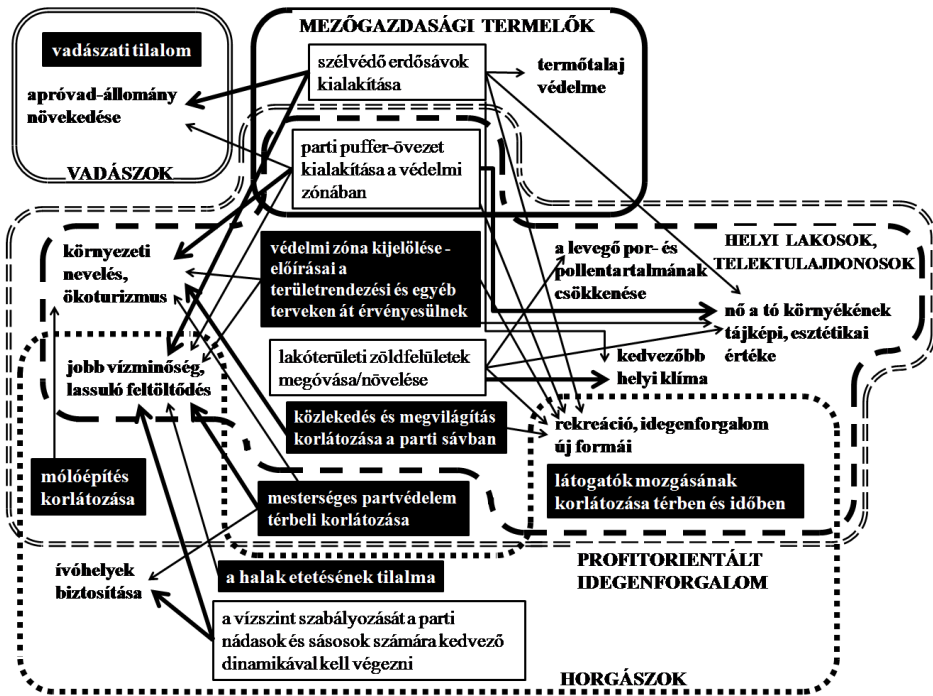 MEZŐGAZDASÁGI TERMELŐK
vadászati tilalom
apróvad-állomány
növekedése
VADÁSZOK
szélvédő erdősávok
kialakítása
termőtalaj
védelme
parti puffer-övezet
kialakítása a védelmi
zónában
környezeti
nevelés,
ökoturizmus
védelmi zóna kijelölése -
előírásai a
területrendezési és egyéb
terveken át érvényesülnek
a levegő por- és
pollentartalmának
csökkenése
HELYI LAKOSOK,
TELEKTULAJDONOSOK
nő a tó környékének
tájképi, esztétikai
értéke
jobb vízminőség,
lassuló feltöltődés
lakóterületi zöldfelületek
megóvása/növelése
kedvezőbb
helyi klíma
közlekedés és megvilágítás
korlátozása a parti sávban
rekreáció, idegenforgalom
új formái
mólóépítés
korlátozása
mesterséges partvédelem
térbeli korlátozása
látogatók mozgásának
korlátozása térben és időben
ívóhelyek
biztosítása
a halak etetésének tilalma
PROFITORIENTÁLT
IDEGENFORGALOM
a vízszint szabályozását a parti
nádasok és sásosok számára kedvező
dinamikával kell végezni
HORGÁSZOK